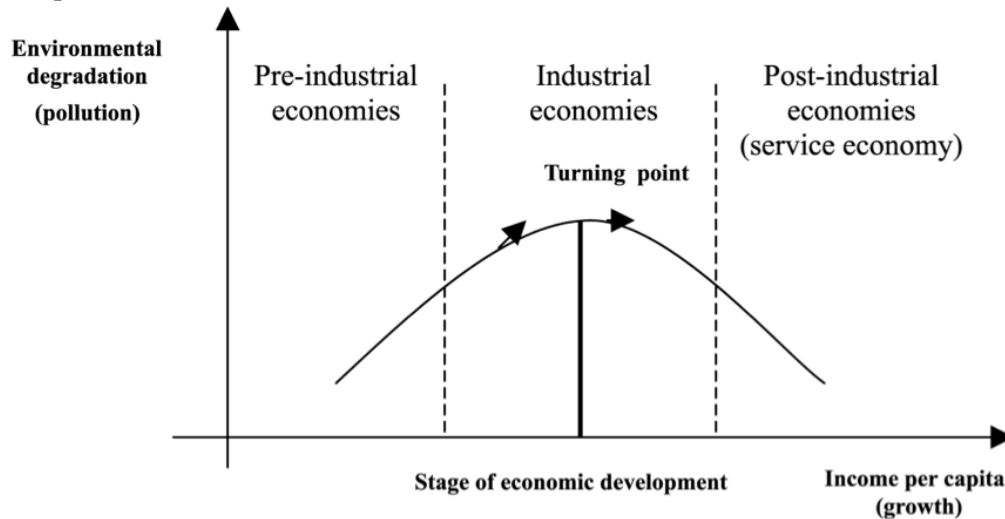 Environmental
degradation
(pollution)
Pre-industrial
economies
Industrial
economies
Post-industrial
economies
(service economy)
Turning point
Stage of economic development
Income per capita
(growth)